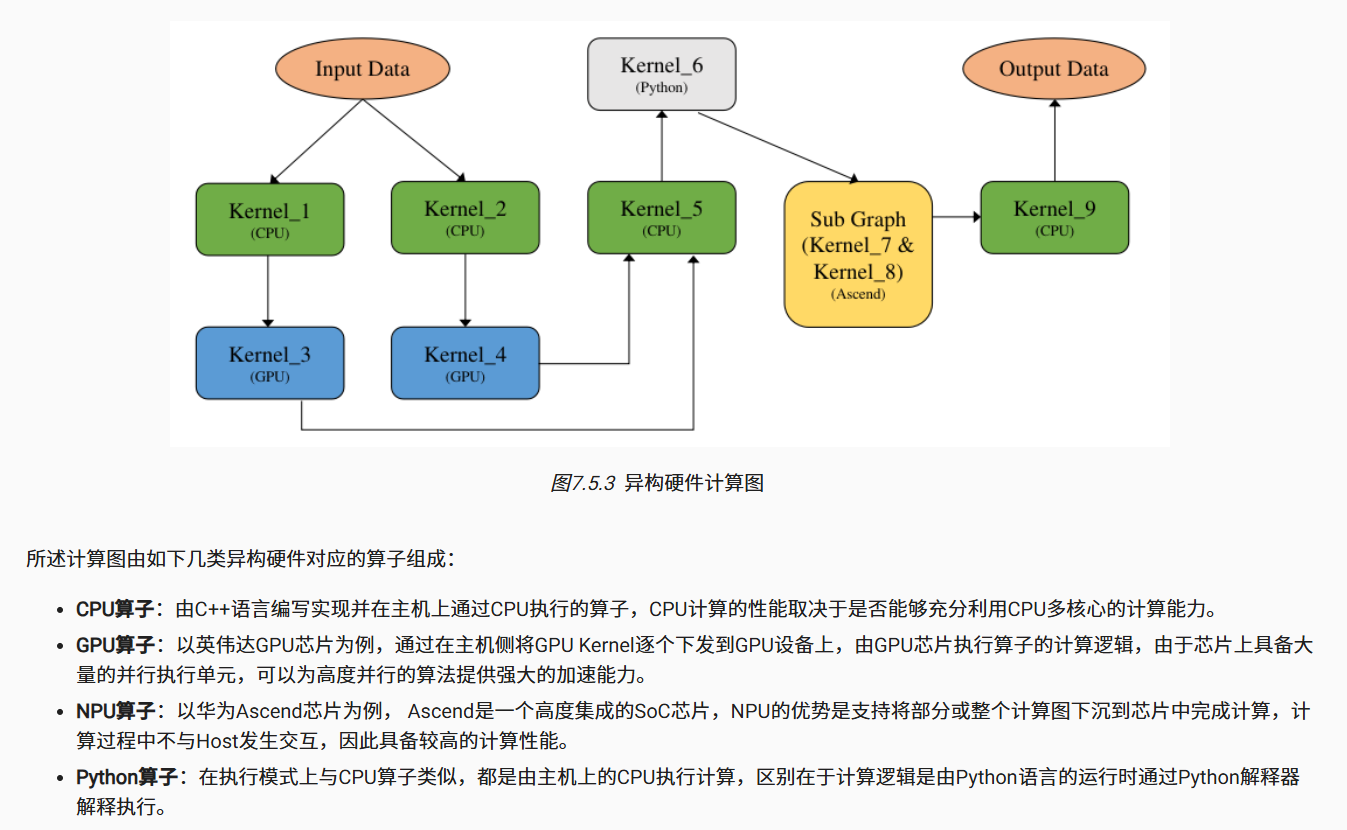 Input Data
Kernel_6
(Python)
Output Data
Kernel_1
(CPU)
Kernel_2
(CPU)
Kernel_5
(CPU)
Sub Graph
(Kernel_7 &
Kernel_8)
(Ascend)
Kernel_9
(CPU)
Kernel_3
(GPU)
Kernel_4
(GPU)
图7.5.3 异构硬件计算图
所述计算图由如下几类异构硬件对应的算子组成：
• CPU算子：由C++语言编写实现并在主机上通过CPU执行的算子，CPU计算的性能取决于是否能够充分利用CPU多核心的计算能力。
• GPU算子：以英伟达GPU芯片为例，通过在主机侧将GPU Kernel逐个下发到GPU设备上，由GPU芯片执行算子的计算逻辑，由于芯片上具备大
量的并行执行单元，可以为高度并行的算法提供强大的加速能力。
• NPU算子：以华为Ascend芯片为例， Ascend是一个高度集成的SoC芯片，NPU的优势是支持将部分或整个计算图下沉到芯片中完成计算，计
算过程中不与Host发生交互，因此具备较高的计算性能。
• Python算子：在执行模式上与CPU算子类似，都是由主机上的CPU执行计算，区别在于计算逻辑是由Python语言的运行时通过Python解释器
解释执行。